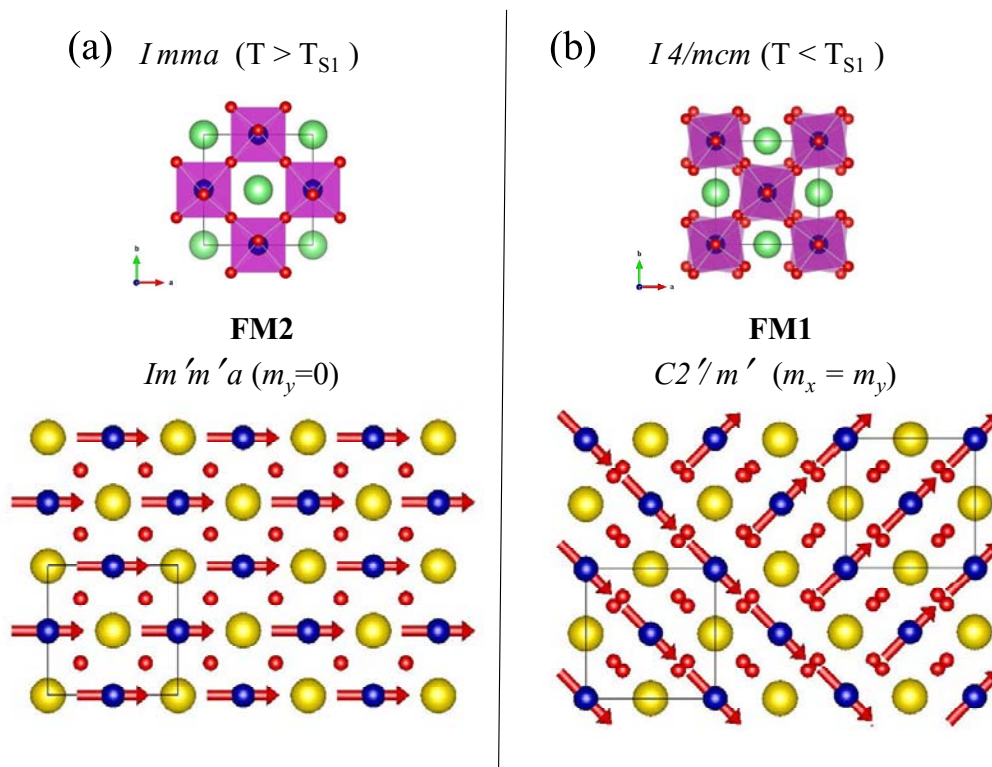 (a) I mma (T > T_S1 )
b
a
FM2
Im′m′a (m_y=0)
(b) I 4/mcm (T < T_S1 )
b
a
FM1
C2′/m′ (m_x = m_y)